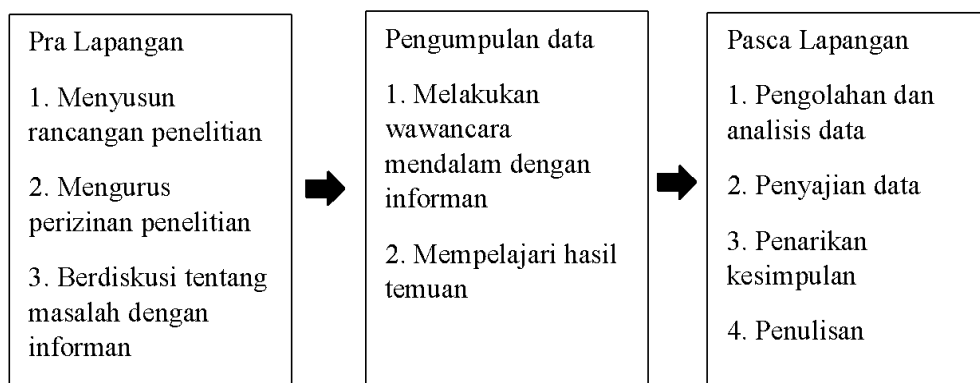 Pra Lapangan
1. Menyusun
rancangan penelitian
2. Mengurus
perizinan penelitian
3. Berdiskusi tentang
masalah dengan
informan
Pengumpulan data
1. Melakukan
wawancara
mendalam dengan
informan
2. Mempelajari hasil
temuan
Pasca Lapangan
1. Pengolahan dan
analisis data
2. Penyajian data
3. Penarikan
kesimpulan
4. Penulisan